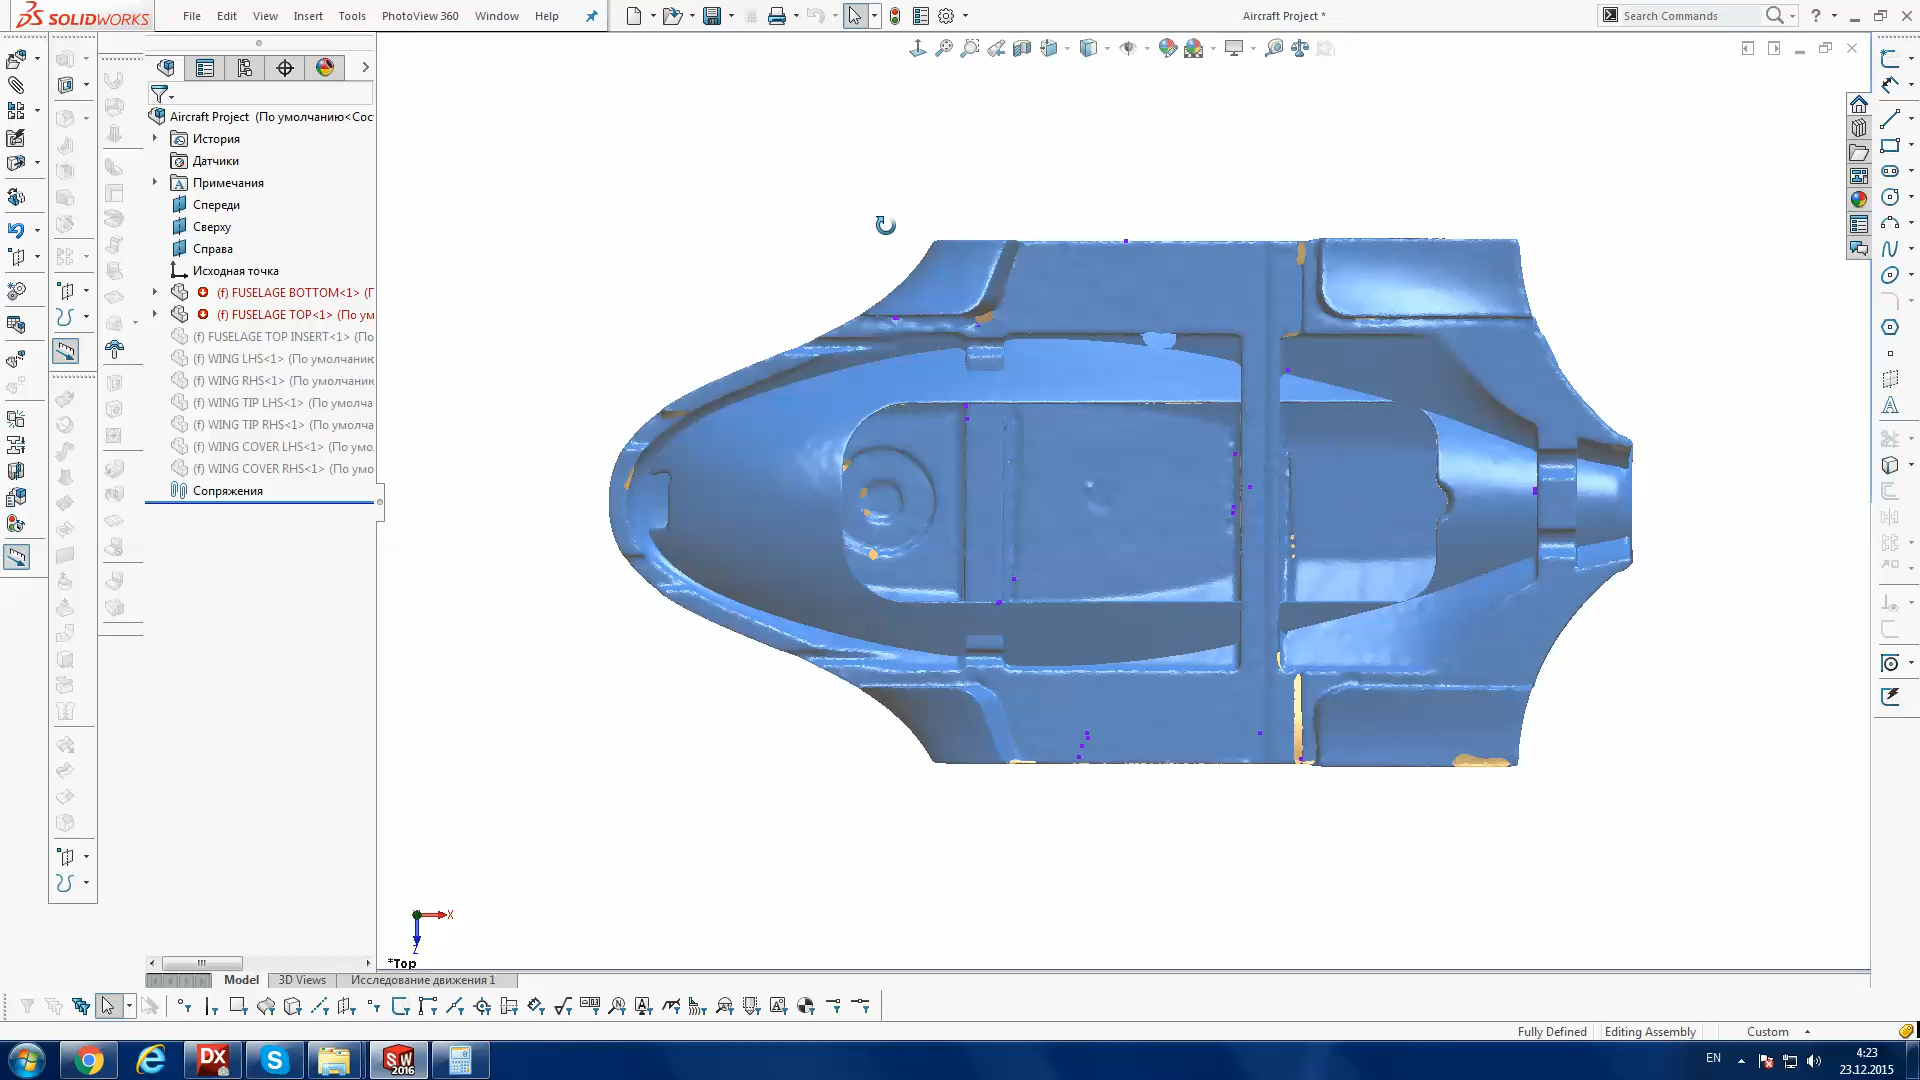 SOLIDWORKS File Edit View Insert Tools PhotoView 360 Window Help Aircraft Project * Search Commands ?
Aircraft Project (По умолчанию<Сос
История
Датчики
A Примечания
Спереди
Сверху
Справа
Исходная точка
(f) FUSELAGE BOTTOM<1> (Г
(f) FUSELAGE TOP<1> (По ум
(f) FUSELAGE TOP INSERT<1> (По
(f) WING LHS<1> (По умолчанию
(f) WING RHS<1> (По умолчани
(f) WING TIP LHS<1> (По умолча
(f) WING TIP RHS<1> (По умолча
(f) WING COVER LHS<1> (По умо
(f) WING COVER RHS<1> (По умо
Сопряжения
X
Z
*Top
Model 3D Views Исследование движения 1
Fully Defined Editing Assembly Custom
DX SW 2016 EN 4:23
23.12.2015